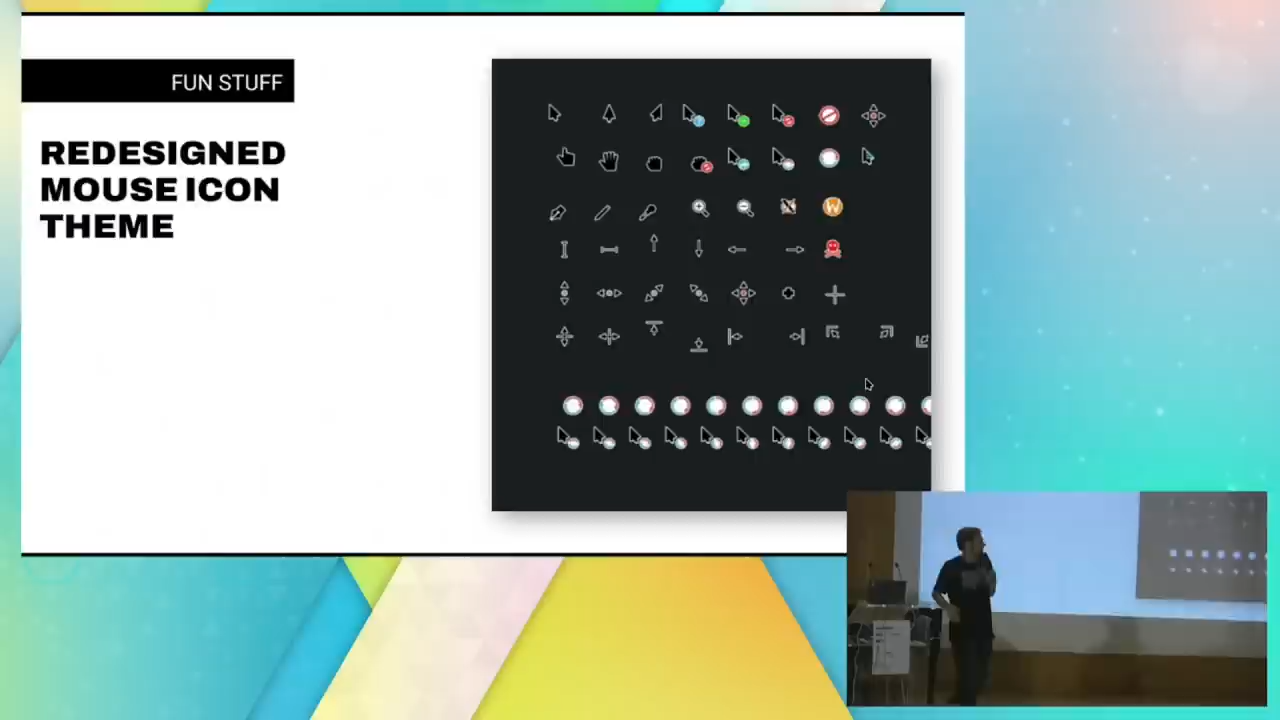 FUN STUFF
REDESIGNED
MOUSE ICON
THEME
W